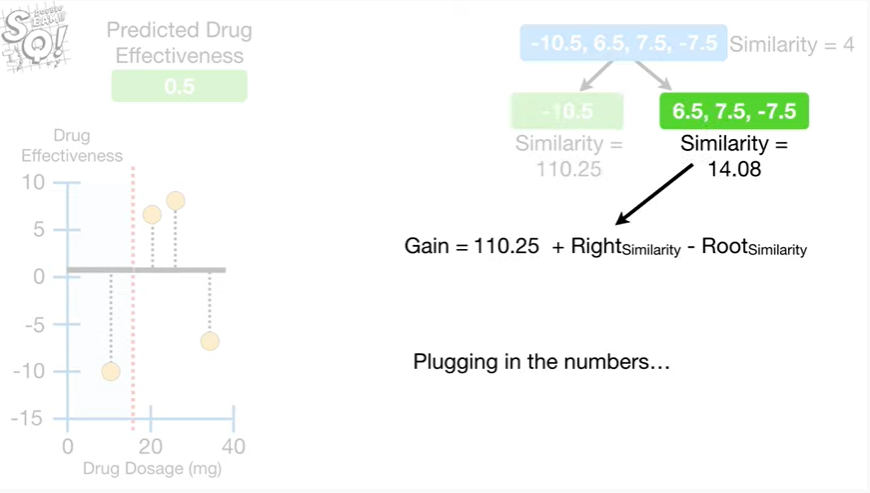 SQ!
Predicted Drug
Effectiveness
0.5
-10.5, 6.5, 7.5, -7.5
Similarity = 4
-10.5
6.5, 7.5, -7.5
Similarity =
110.25
Similarity =
14.08
Gain = 110.25 + RightSimilarity - RootSimilarity
Plugging in the numbers…
Drug
Effectiveness
10
5
0
-5
-10
-15
0
20
40
Drug Dosage (mg)